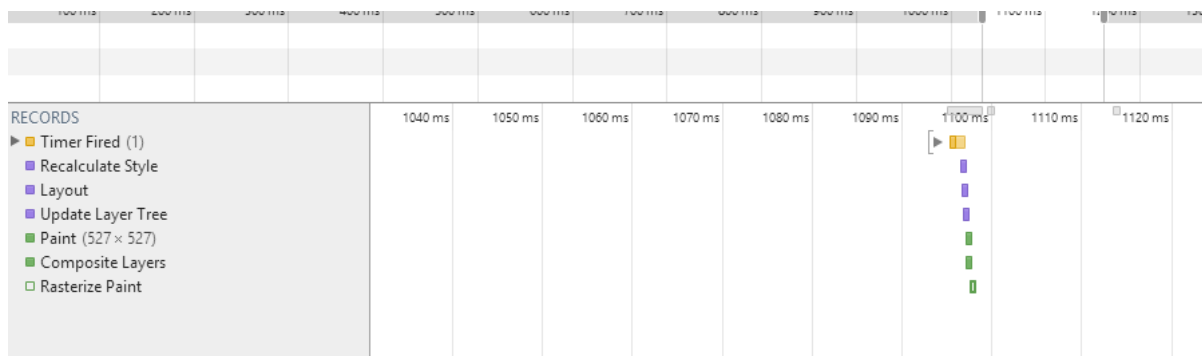 RECORDS
1040 ms 1050 ms 1060 ms 1070 ms 1080 ms 1090 ms 1100 ms 1110 ms 1120 ms
Timer Fired (1)
Recalculate Style
Layout
Update Layer Tree
Paint (527 × 527)
Composite Layers
Rasterize Paint